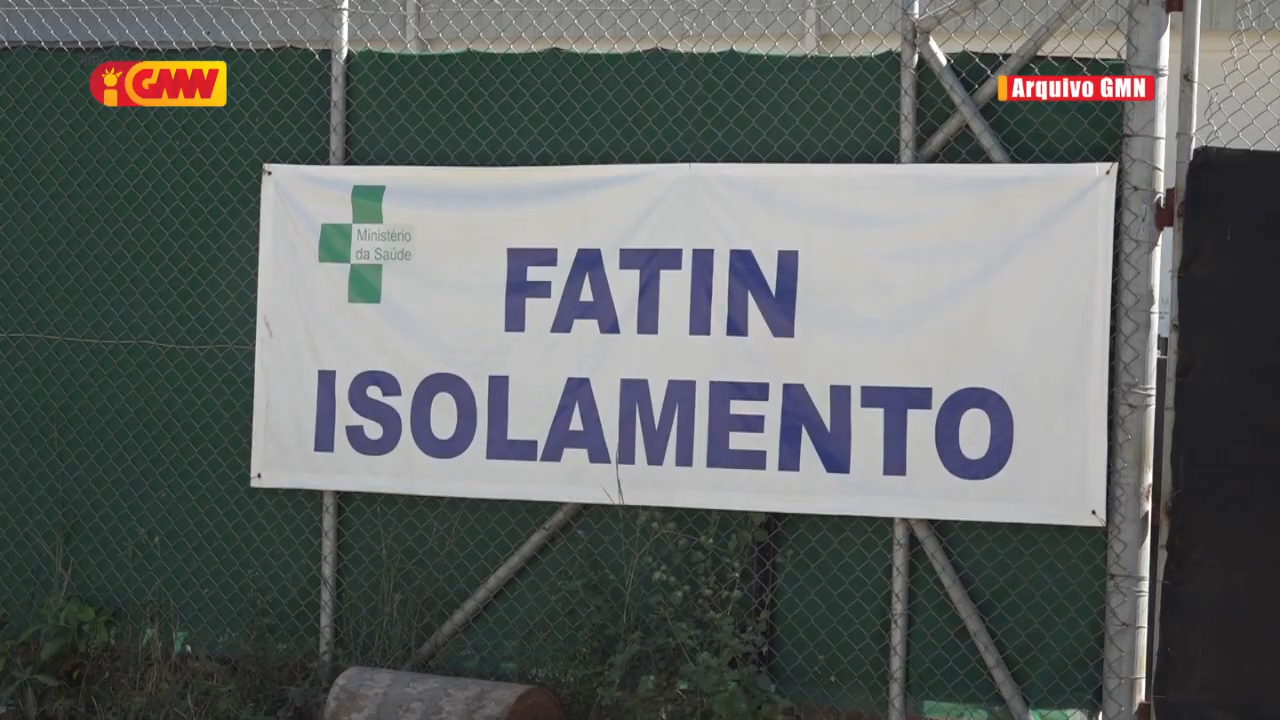 GMN
Arquivo GMN
Ministério
da Saúde
FATIN
ISOLAMENTO